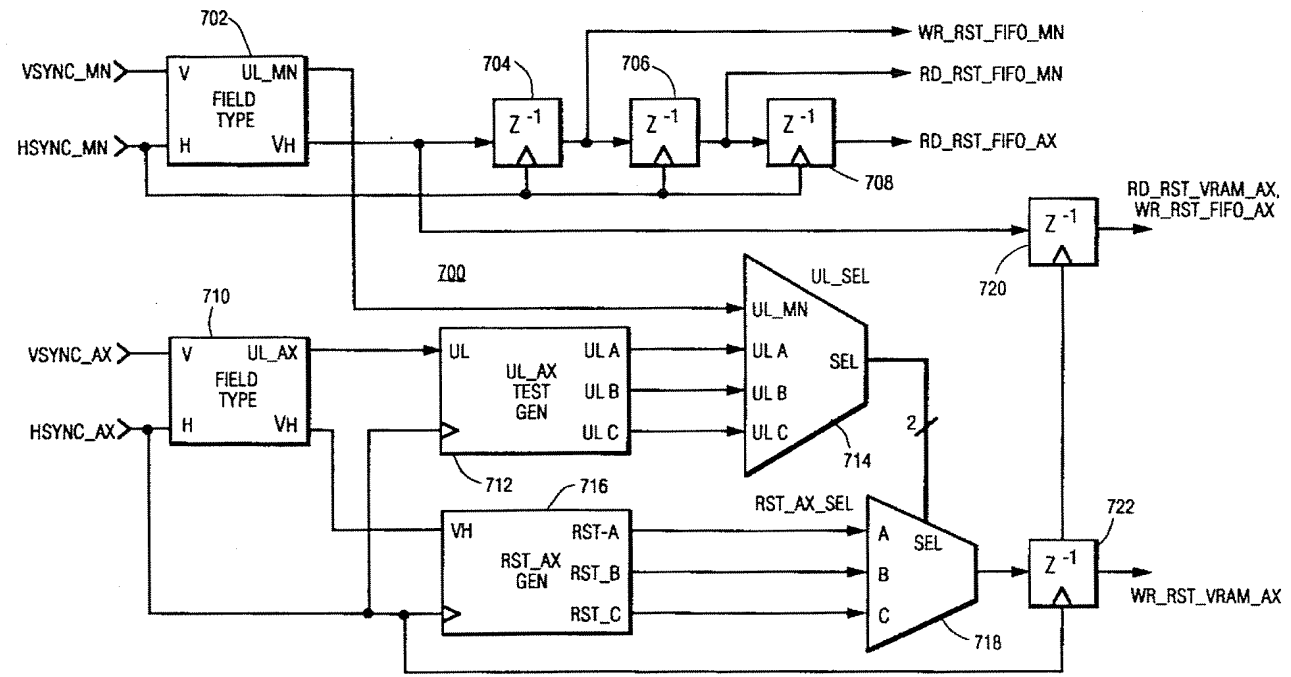 702
VSYNC_MN
V
UL_MN
FIELD
TYPE
HSYNC_MN
H
VH
704
Z -1
706
Z -1
Z -1
708
WR_RST_FIFO_MN
RD_RST_FIFO_MN
RD_RST_FIFO_AX
Z -1
720
RD_RST_VRAM_AX,
WR_RST_FIFO_AX
700
710
VSYNC_AX
V
UL_AX
FIELD
TYPE
HSYNC_AX
H
VH
UL
UL_AX
TEST
GEN
UL A
UL B
UL C
712
UL_SEL
UL_MN
UL A
UL B
UL C
SEL
714
2
716
VH
RST_AX
GEN
RST-A
RST_B
RST_C
RST_AX_SEL
A
B
C
SEL
718
722
Z -1
WR_RST_VRAM_AX